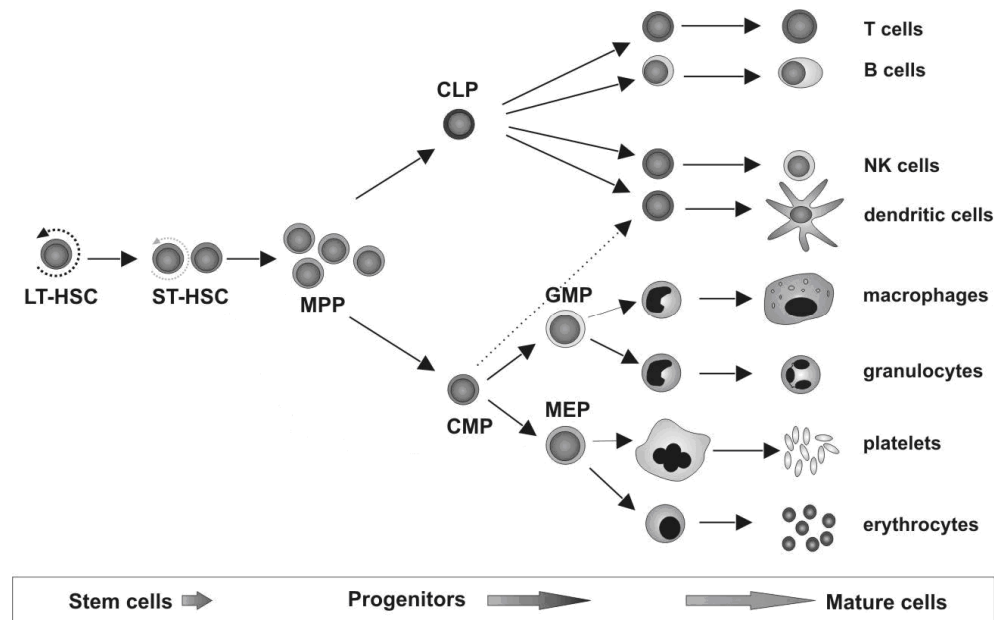 T cells
B cells
CLP
NK cells
dendritic cells
LT-HSC
ST-HSC
MPP
GMP
macrophages
granulocytes
CMP
MEP
platelets
erythrocytes
Stem cells
Progenitors
Mature cells